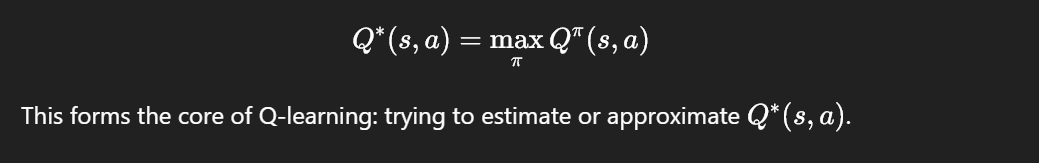 Q*(s, a) = max_π Q^π(s, a)
This forms the core of Q-learning: trying to estimate or approximate Q*(s, a).